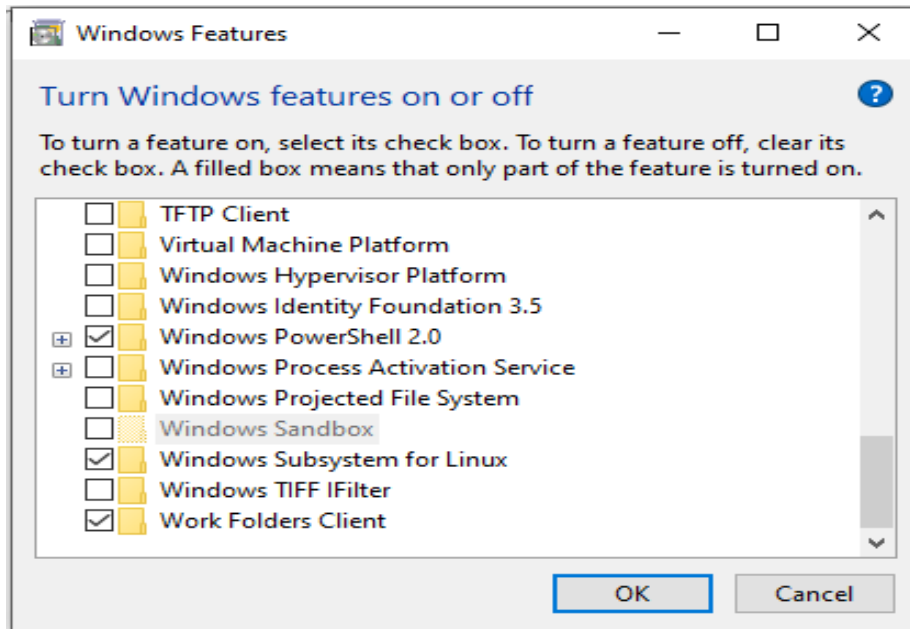 Windows Features
Turn Windows features on or off
To turn a feature on, select its check box. To turn a feature off, clear its
check box. A filled box means that only part of the feature is turned on.
TFTP Client
Virtual Machine Platform
Windows Hypervisor Platform
Windows Identity Foundation 3.5
Windows PowerShell 2.0
Windows Process Activation Service
Windows Projected File System
Windows Sandbox
Windows Subsystem for Linux
Windows TIFF IFilter
Work Folders Client
OK Cancel